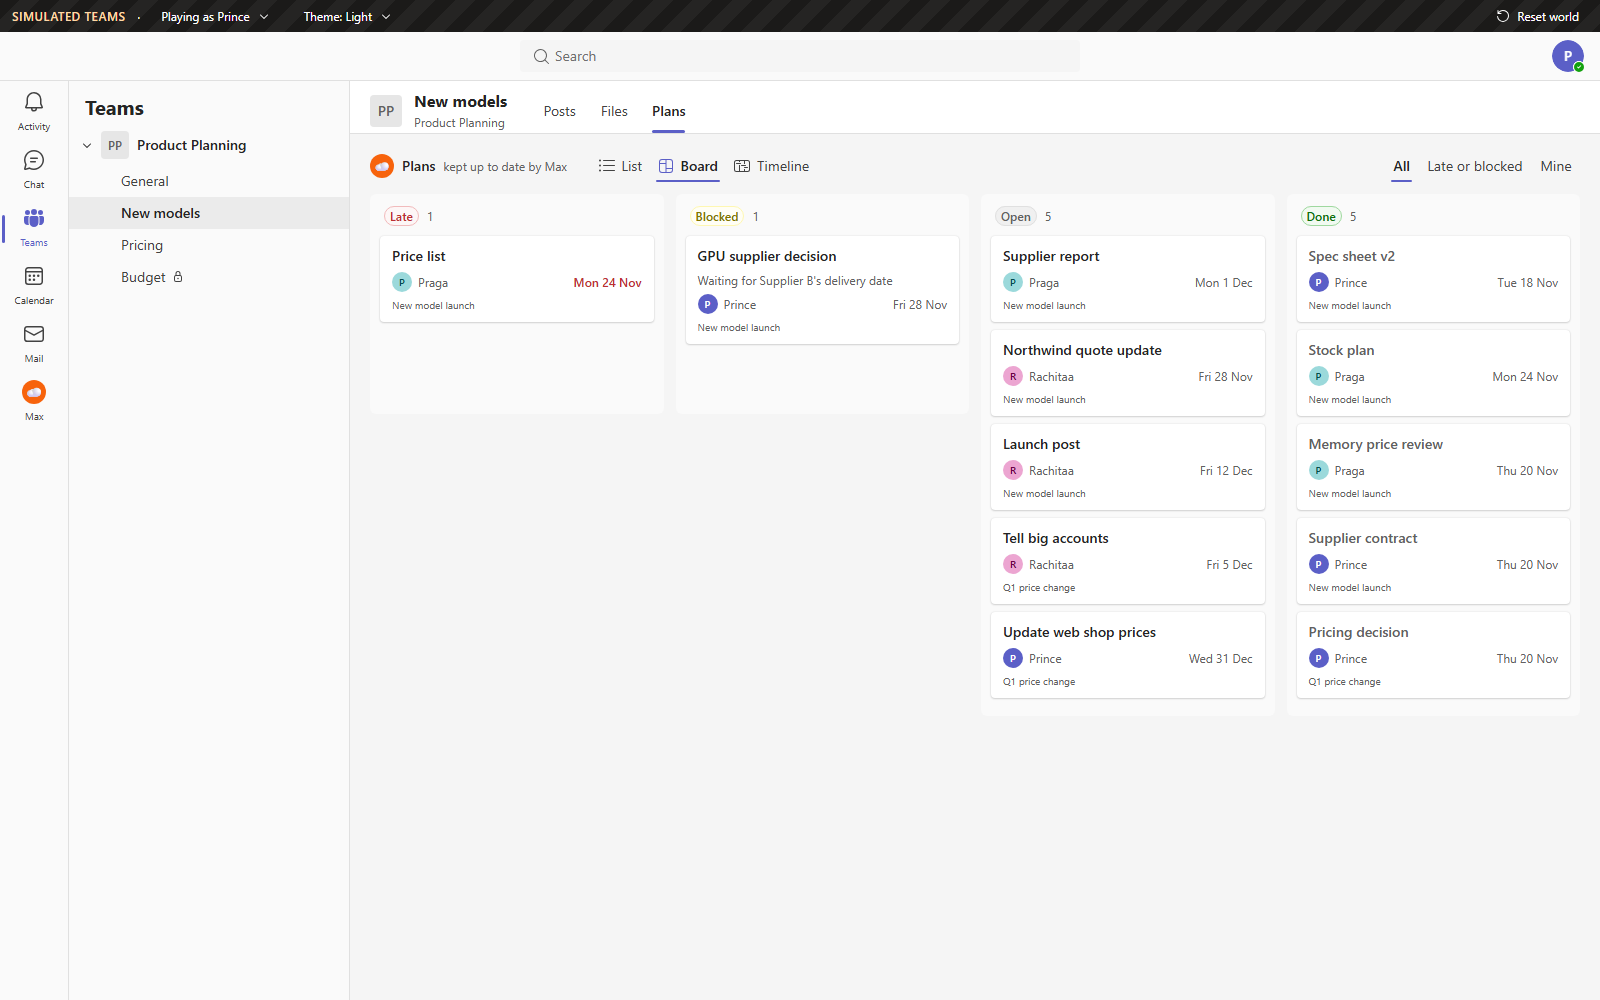 SIMULATED TEAMS · Playing as Prince Theme: Light Reset world
Search
P
Activity
Chat
Teams
Calendar
Mail
Max
Teams
PP Product Planning
General
New models
Pricing
Budget
PP New models
Product Planning
Posts Files Plans
Plans kept up to date by Max List Board Timeline All Late or blocked Mine
Late 1
Price list
P Praga Mon 24 Nov
New model launch
Blocked 1
GPU supplier decision
Waiting for Supplier B's delivery date
P Prince Fri 28 Nov
New model launch
Open 5
Supplier report
P Praga Mon 1 Dec
New model launch
Northwind quote update
R Rachitaa Fri 28 Nov
New model launch
Launch post
R Rachitaa Fri 12 Dec
New model launch
Tell big accounts
R Rachitaa Fri 5 Dec
Q1 price change
Update web shop prices
P Prince Wed 31 Dec
Q1 price change
Done 5
Spec sheet v2
P Prince Tue 18 Nov
New model launch
Stock plan
P Praga Mon 24 Nov
New model launch
Memory price review
P Praga Thu 20 Nov
New model launch
Supplier contract
P Prince Thu 20 Nov
New model launch
Pricing decision
P Prince Thu 20 Nov
Q1 price change